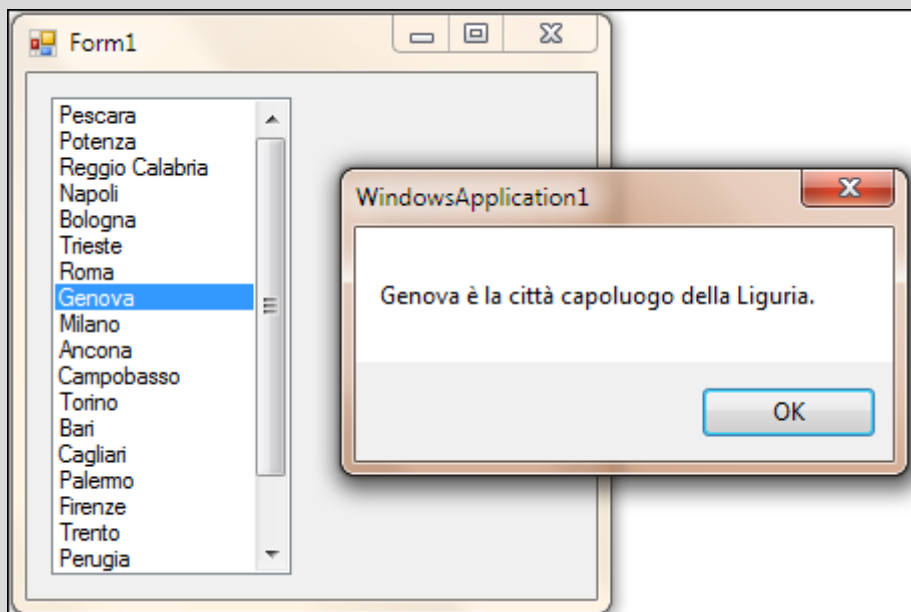 Form1
Pescara
Potenza
Reggio Calabria
Napoli
Bologna
Trieste
Roma
Genova
Milano
Ancona
Campobasso
Torino
Bari
Cagliari
Palermo
Firenze
Trento
Perugia
WindowsApplication1
Genova è la città capoluogo della Liguria.
OK